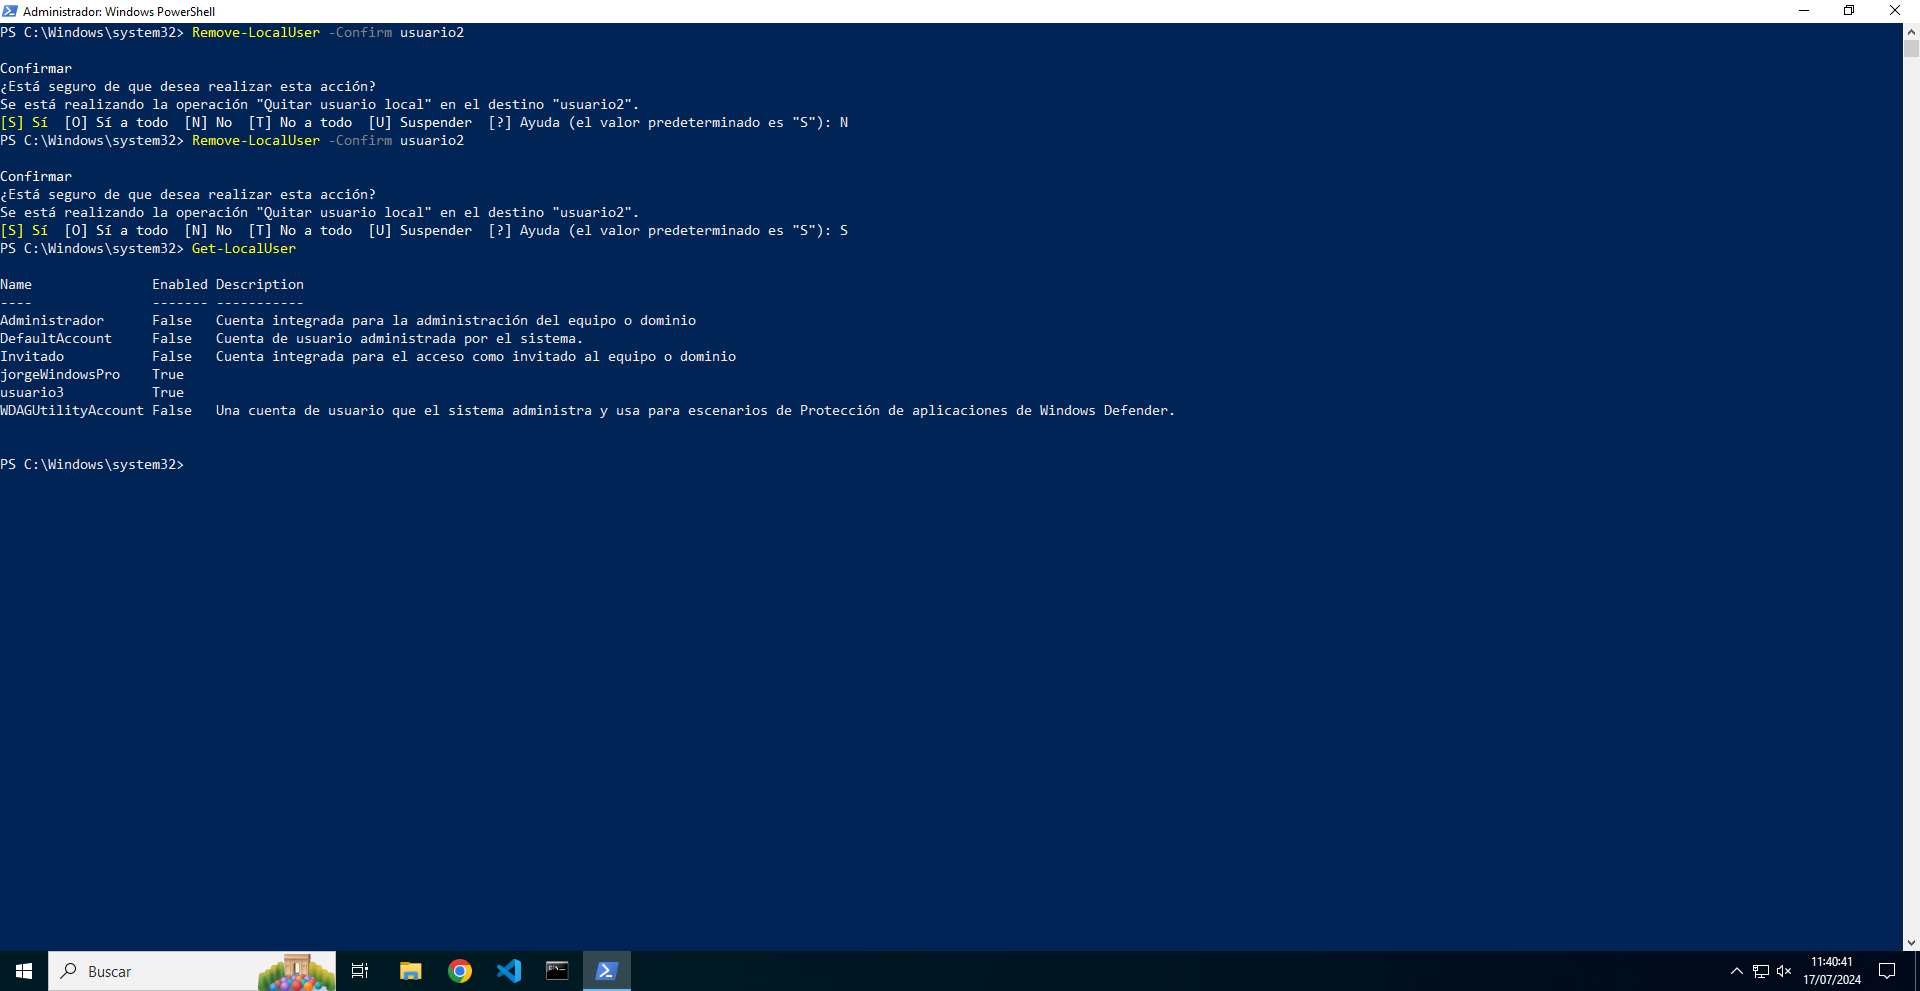 Administrador: Windows PowerShell
PS C:\Windows\system32> Remove-LocalUser -Confirm usuario2
Confirmar
¿Está seguro de que desea realizar esta acción?
Se está realizando la operación "Quitar usuario local" en el destino "usuario2".
[S] Sí  [O] Sí a todo  [N] No  [T] No a todo  [U] Suspender  [?] Ayuda (el valor predeterminado es "S"): N
PS C:\Windows\system32> Remove-LocalUser -Confirm usuario2
Confirmar
¿Está seguro de que desea realizar esta acción?
Se está realizando la operación "Quitar usuario local" en el destino "usuario2".
[S] Sí  [O] Sí a todo  [N] No  [T] No a todo  [U] Suspender  [?] Ayuda (el valor predeterminado es "S"): S
PS C:\Windows\system32> Get-LocalUser
Name               Enabled Description
----               ------- -----------
Administrador      False   Cuenta integrada para la administración del equipo o dominio
DefaultAccount     False   Cuenta de usuario administrada por el sistema.
Invitado           False   Cuenta integrada para el acceso como invitado al equipo o dominio
jorgeWindowsPro    True
usuario3           True
WDAGUtilityAccount False   Una cuenta de usuario que el sistema administra y usa para escenarios de Protección de aplicaciones de Windows Defender.
PS C:\Windows\system32>
Buscar
11:40:41
17/07/2024